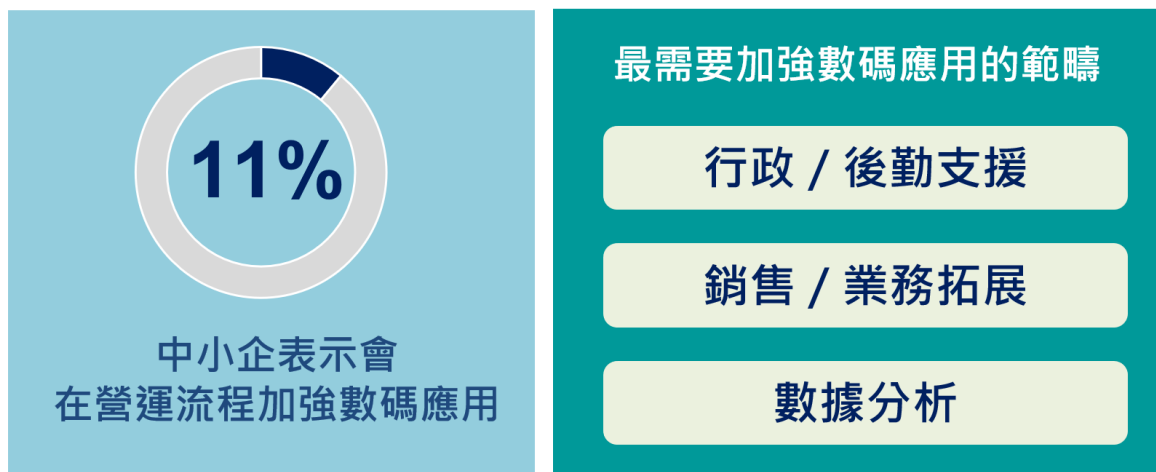 11%
中小企表示會
在營運流程加強數碼應用
最需要加強數碼應用的範疇
行政 / 後勤支援
銷售 / 業務拓展
數據分析